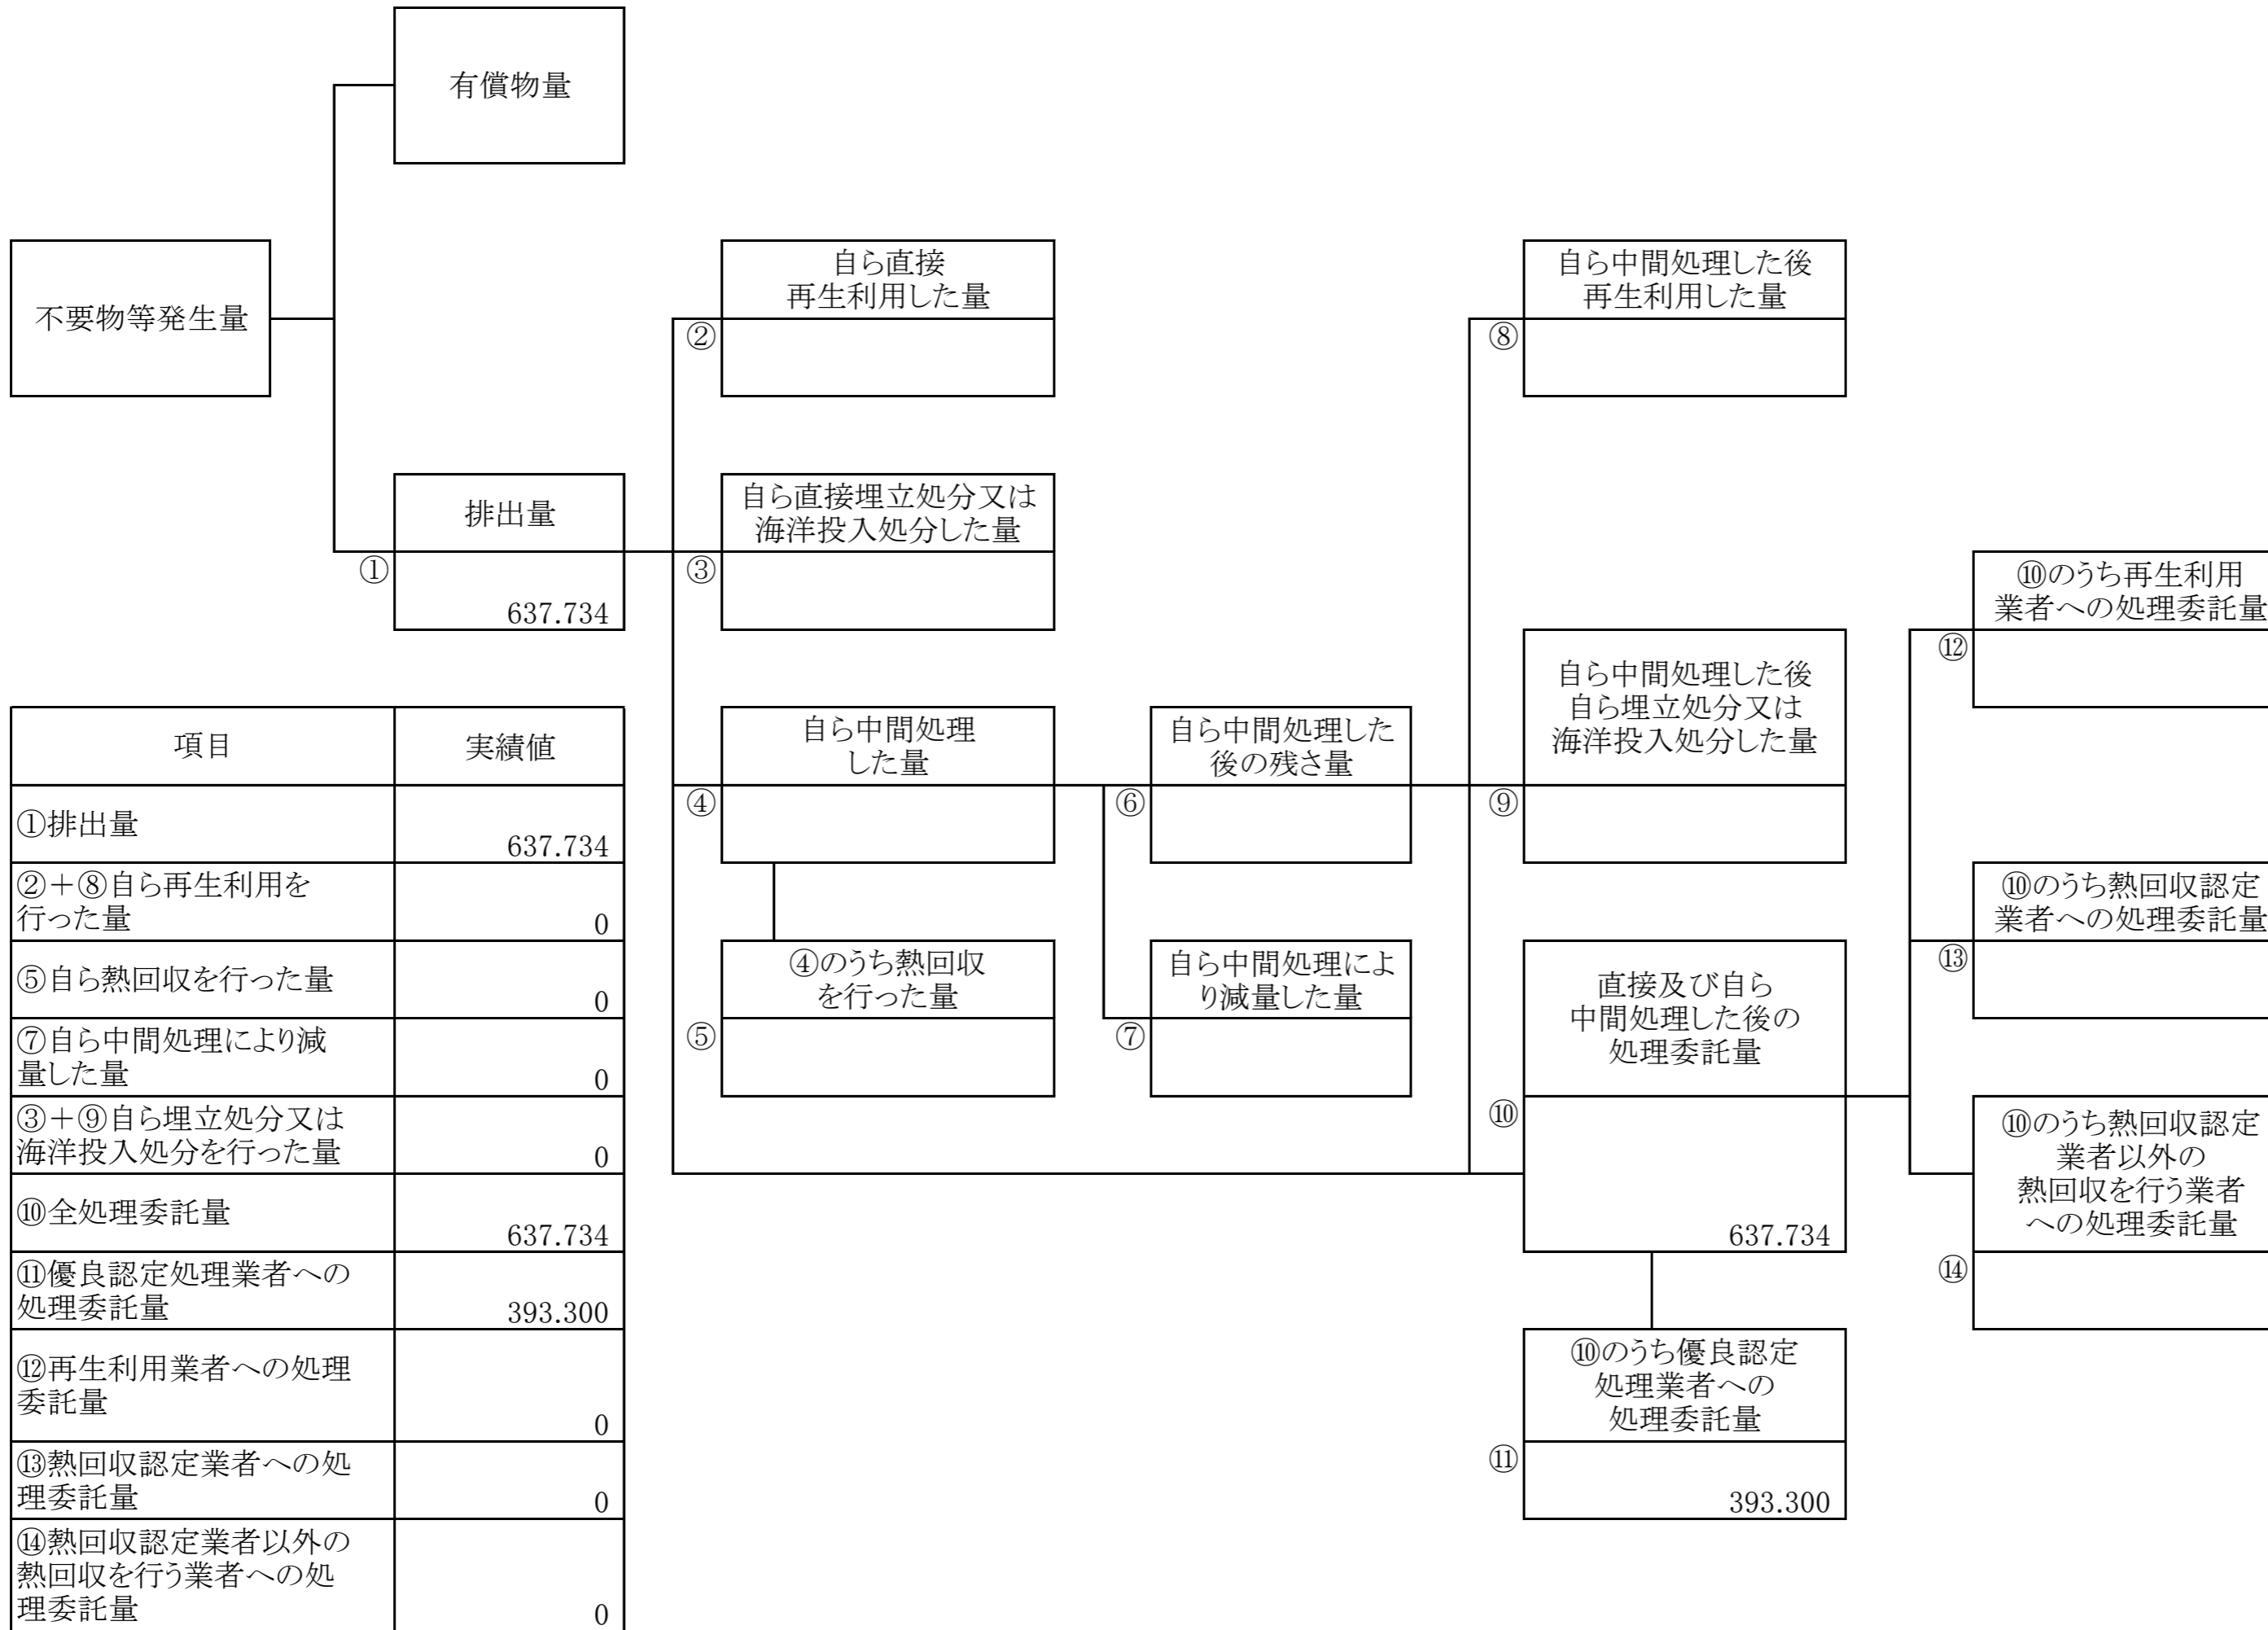 有償物量
不要物等発生量
自ら直接
再生利用した量
②
自ら中間処理した後
再生利用した量
⑧
排出量
①
637.734
自ら直接埋立処分又は
海洋投入処分した量
③
⑩のうち再生利用
業者への処理委託量
⑫
自ら中間処理
した量
④
自ら中間処理した
後の残さ量
⑥
自ら中間処理した後
自ら埋立処分又は
海洋投入処分した量
⑨
⑩のうち熱回収認定
業者への処理委託量
⑬
④のうち熱回収
を行った量
⑤
自ら中間処理によ
り減量した量
⑦
直接及び自ら
中間処理した後の
処理委託量
⑩
637.734
⑩のうち熱回収認定
業者以外の
熱回収を行う業者
への処理委託量
⑭
⑩のうち優良認定
処理業者への
処理委託量
⑪
393.300
項目
実績値
①排出量
637.734
②＋⑧自ら再生利用を
行った量
0
⑤自ら熱回収を行った量
0
⑦自ら中間処理により減
量した量
0
③＋⑨自ら埋立処分又は
海洋投入処分を行った量
0
⑩全処理委託量
637.734
⑪優良認定処理業者への
処理委託量
393.300
⑫再生利用業者への処理
委託量
0
⑬熱回収認定業者への処
理委託量
0
⑭熱回収認定業者以外の
熱回収を行う業者への処
理委託量
0